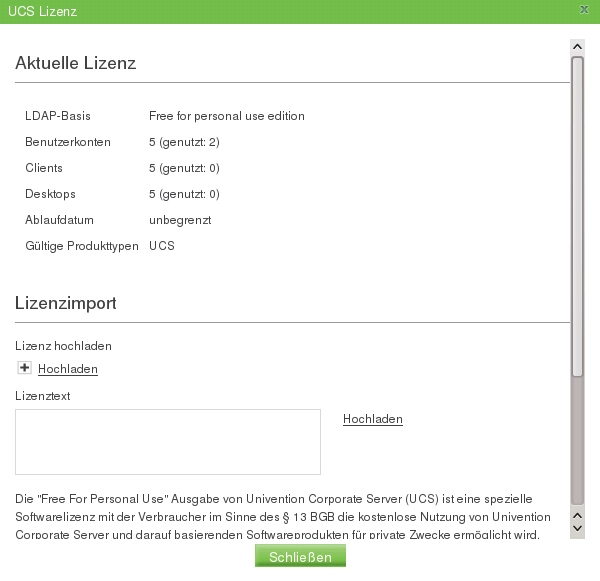 UCS Lizenz
Aktuelle Lizenz
LDAP-Basis Free for personal use edition
Benutzerkonten 5 (genutzt: 2)
Clients 5 (genutzt: 0)
Desktops 5 (genutzt: 0)
Ablaufdatum unbegrenzt
Gültige Produkttypen UCS
Lizenzimport
Lizenz hochladen
Hochladen
Lizenztext
Hochladen
Die "Free For Personal Use" Ausgabe von Univention Corporate Server (UCS) ist eine spezielle
Softwarelizenz mit der Verbraucher im Sinne des § 13 BGB die kostenlose Nutzung von Univention
Corporate Server und darauf basierenden Softwareprodukten für private Zwecke ermöglicht wird.
Schließen